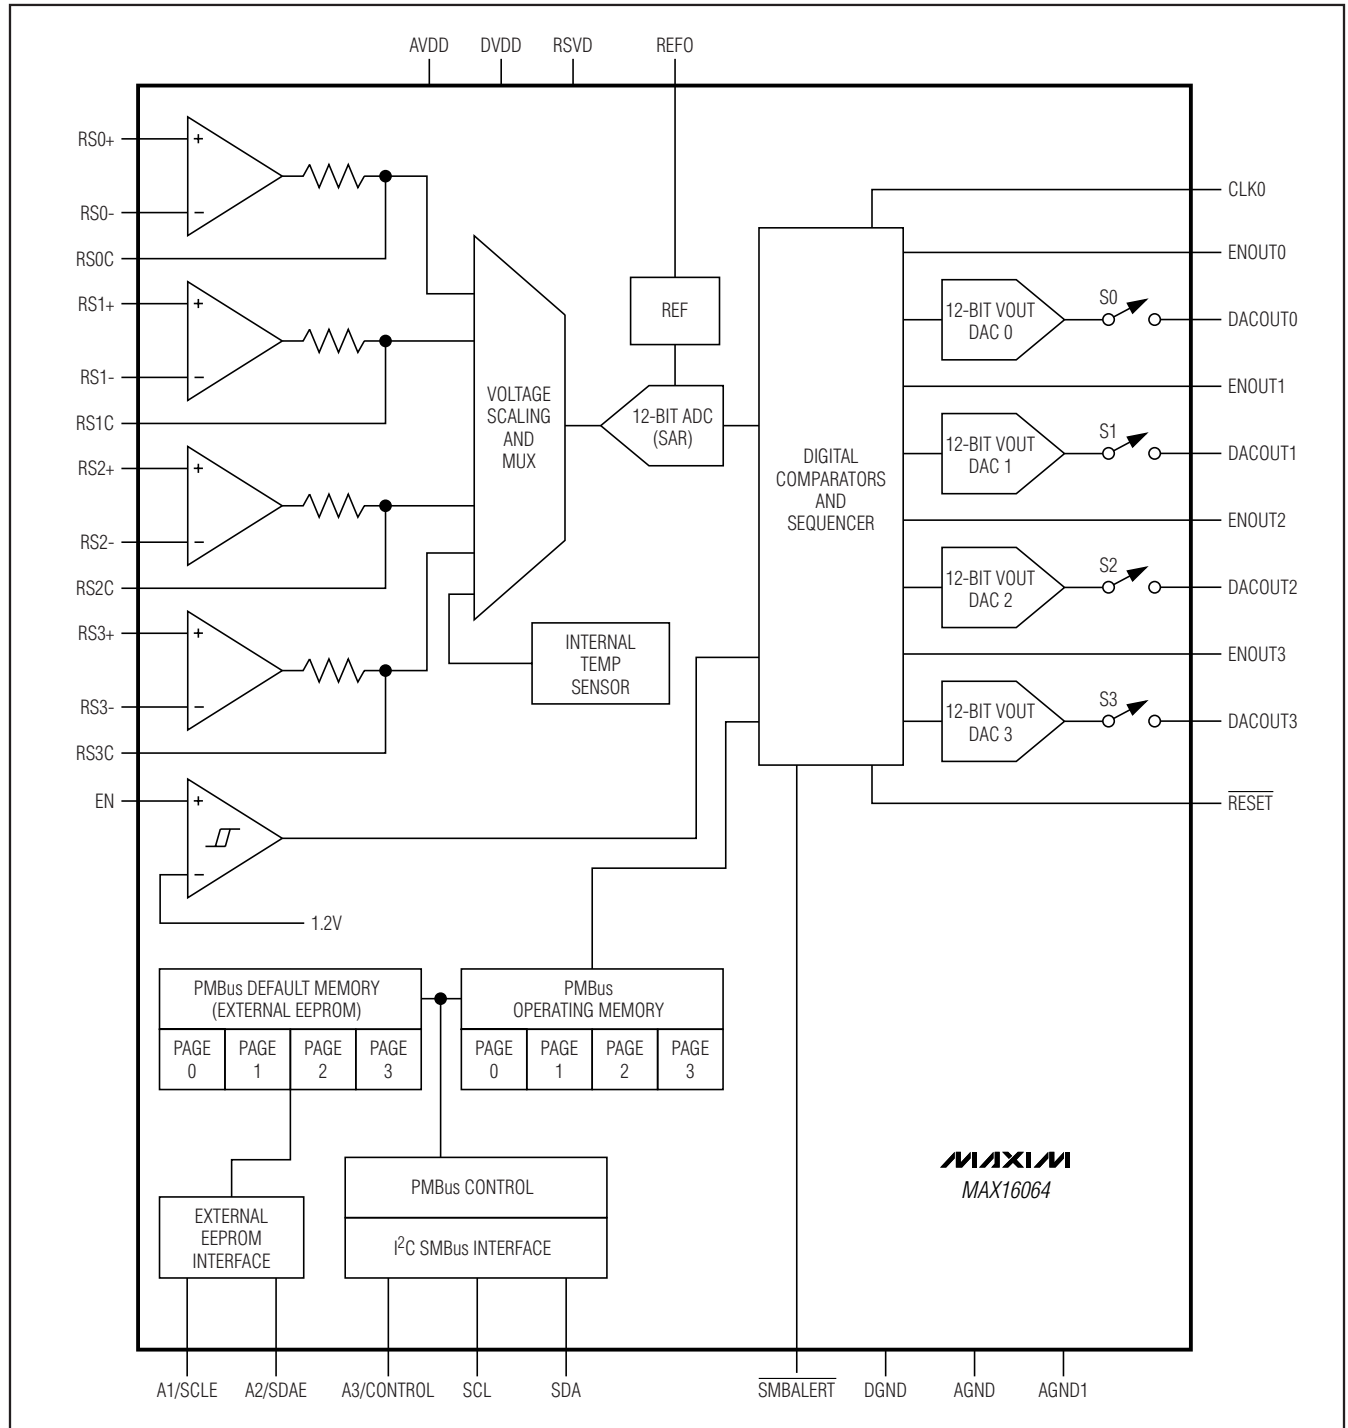 AVDD DVDD RSVD REFO
RS0+
+
RS0-
−
RS0C
RS1+
+
RS1-
−
RS1C
RS2+
+
RS2-
−
RS2C
RS3+
+
RS3-
−
RS3C
EN
+
−
1.2V
VOLTAGE
SCALING
AND
MUX
REF
12-BIT ADC
(SAR)
INTERNAL
TEMP
SENSOR
DIGITAL
COMPARATORS
AND
SEQUENCER
CLK0
ENOUT0
12-BIT VOUT
DAC 0
S0
DACOUT0
ENOUT1
12-BIT VOUT
DAC 1
S1
DACOUT1
ENOUT2
12-BIT VOUT
DAC 2
S2
DACOUT2
ENOUT3
12-BIT VOUT
DAC 3
S3
DACOUT3
RESET
PMBus DEFAULT MEMORY
(EXTERNAL EEPROM)
PAGE PAGE PAGE PAGE
0 1 2 3
PMBus
OPERATING MEMORY
PAGE PAGE PAGE PAGE
0 1 2 3
PMBus CONTROL
I²C SMBus INTERFACE
EXTERNAL
EEPROM
INTERFACE
MAXIM
MAX16064
A1/SCLE A2/SDAE A3/CONTROL SCL SDA SMBALERT DGND AGND AGND1